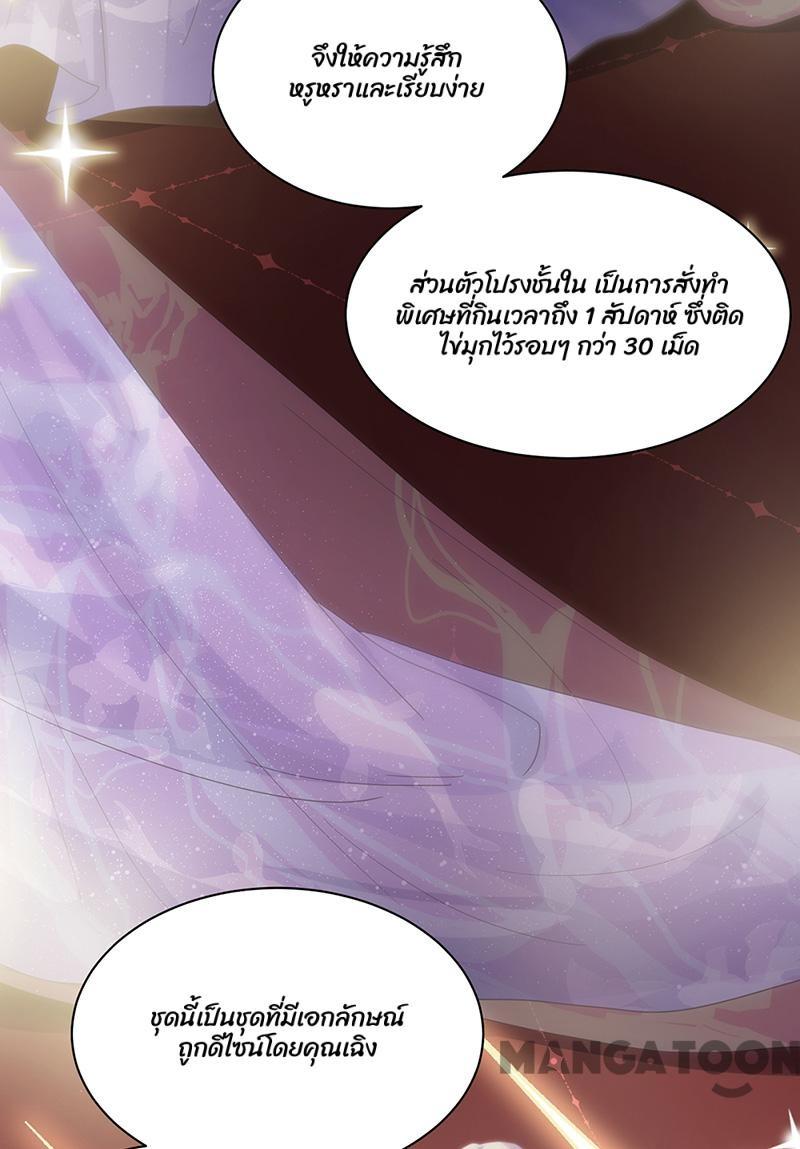 จึงให้ความรู้สึก
หรูหราและเรียบง่าย
ส่วนตัวโปรงชั้นใน เป็นการสั่งทำ
พิเศษที่กินเวลาถึง 1 สัปดาห์ ซึ่งติด
ไข่มุกไว้รอบๆ กว่า 30 เม็ด
ชุดนี้เป็นชุดที่มีเอกลักษณ์
ถูกดีไซน์โดยคุณเฉิง
MANGATOON